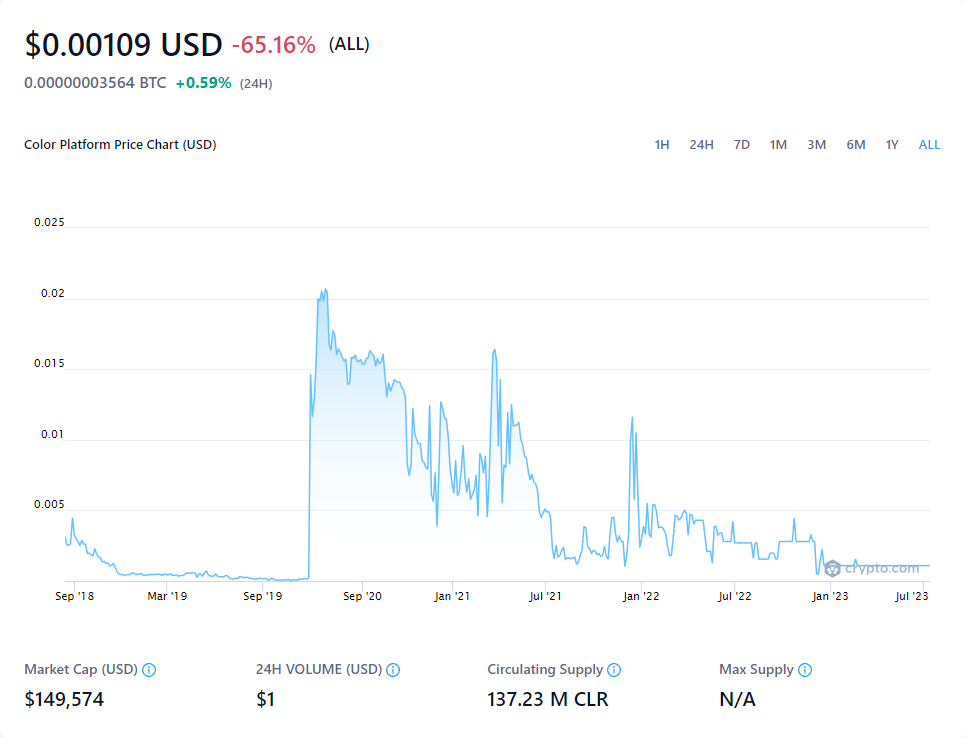 $0.00109 USD -65.16% (ALL)
0.00000003564 BTC +0.59% (24H)
Color Platform Price Chart (USD) 1H 24H 7D 1M 3M 6M 1Y ALL
0.025
0.02
0.015
0.01
0.005
crypto.com
Sep '18 Mar '19 Sep '19 Sep '20 Jan '21 Jul '21 Jan '22 Jul '22 Jan '23 Jul '23
Market Cap (USD) 24H VOLUME (USD) Circulating Supply Max Supply
$149,574 $1 137.23 M CLR N/A